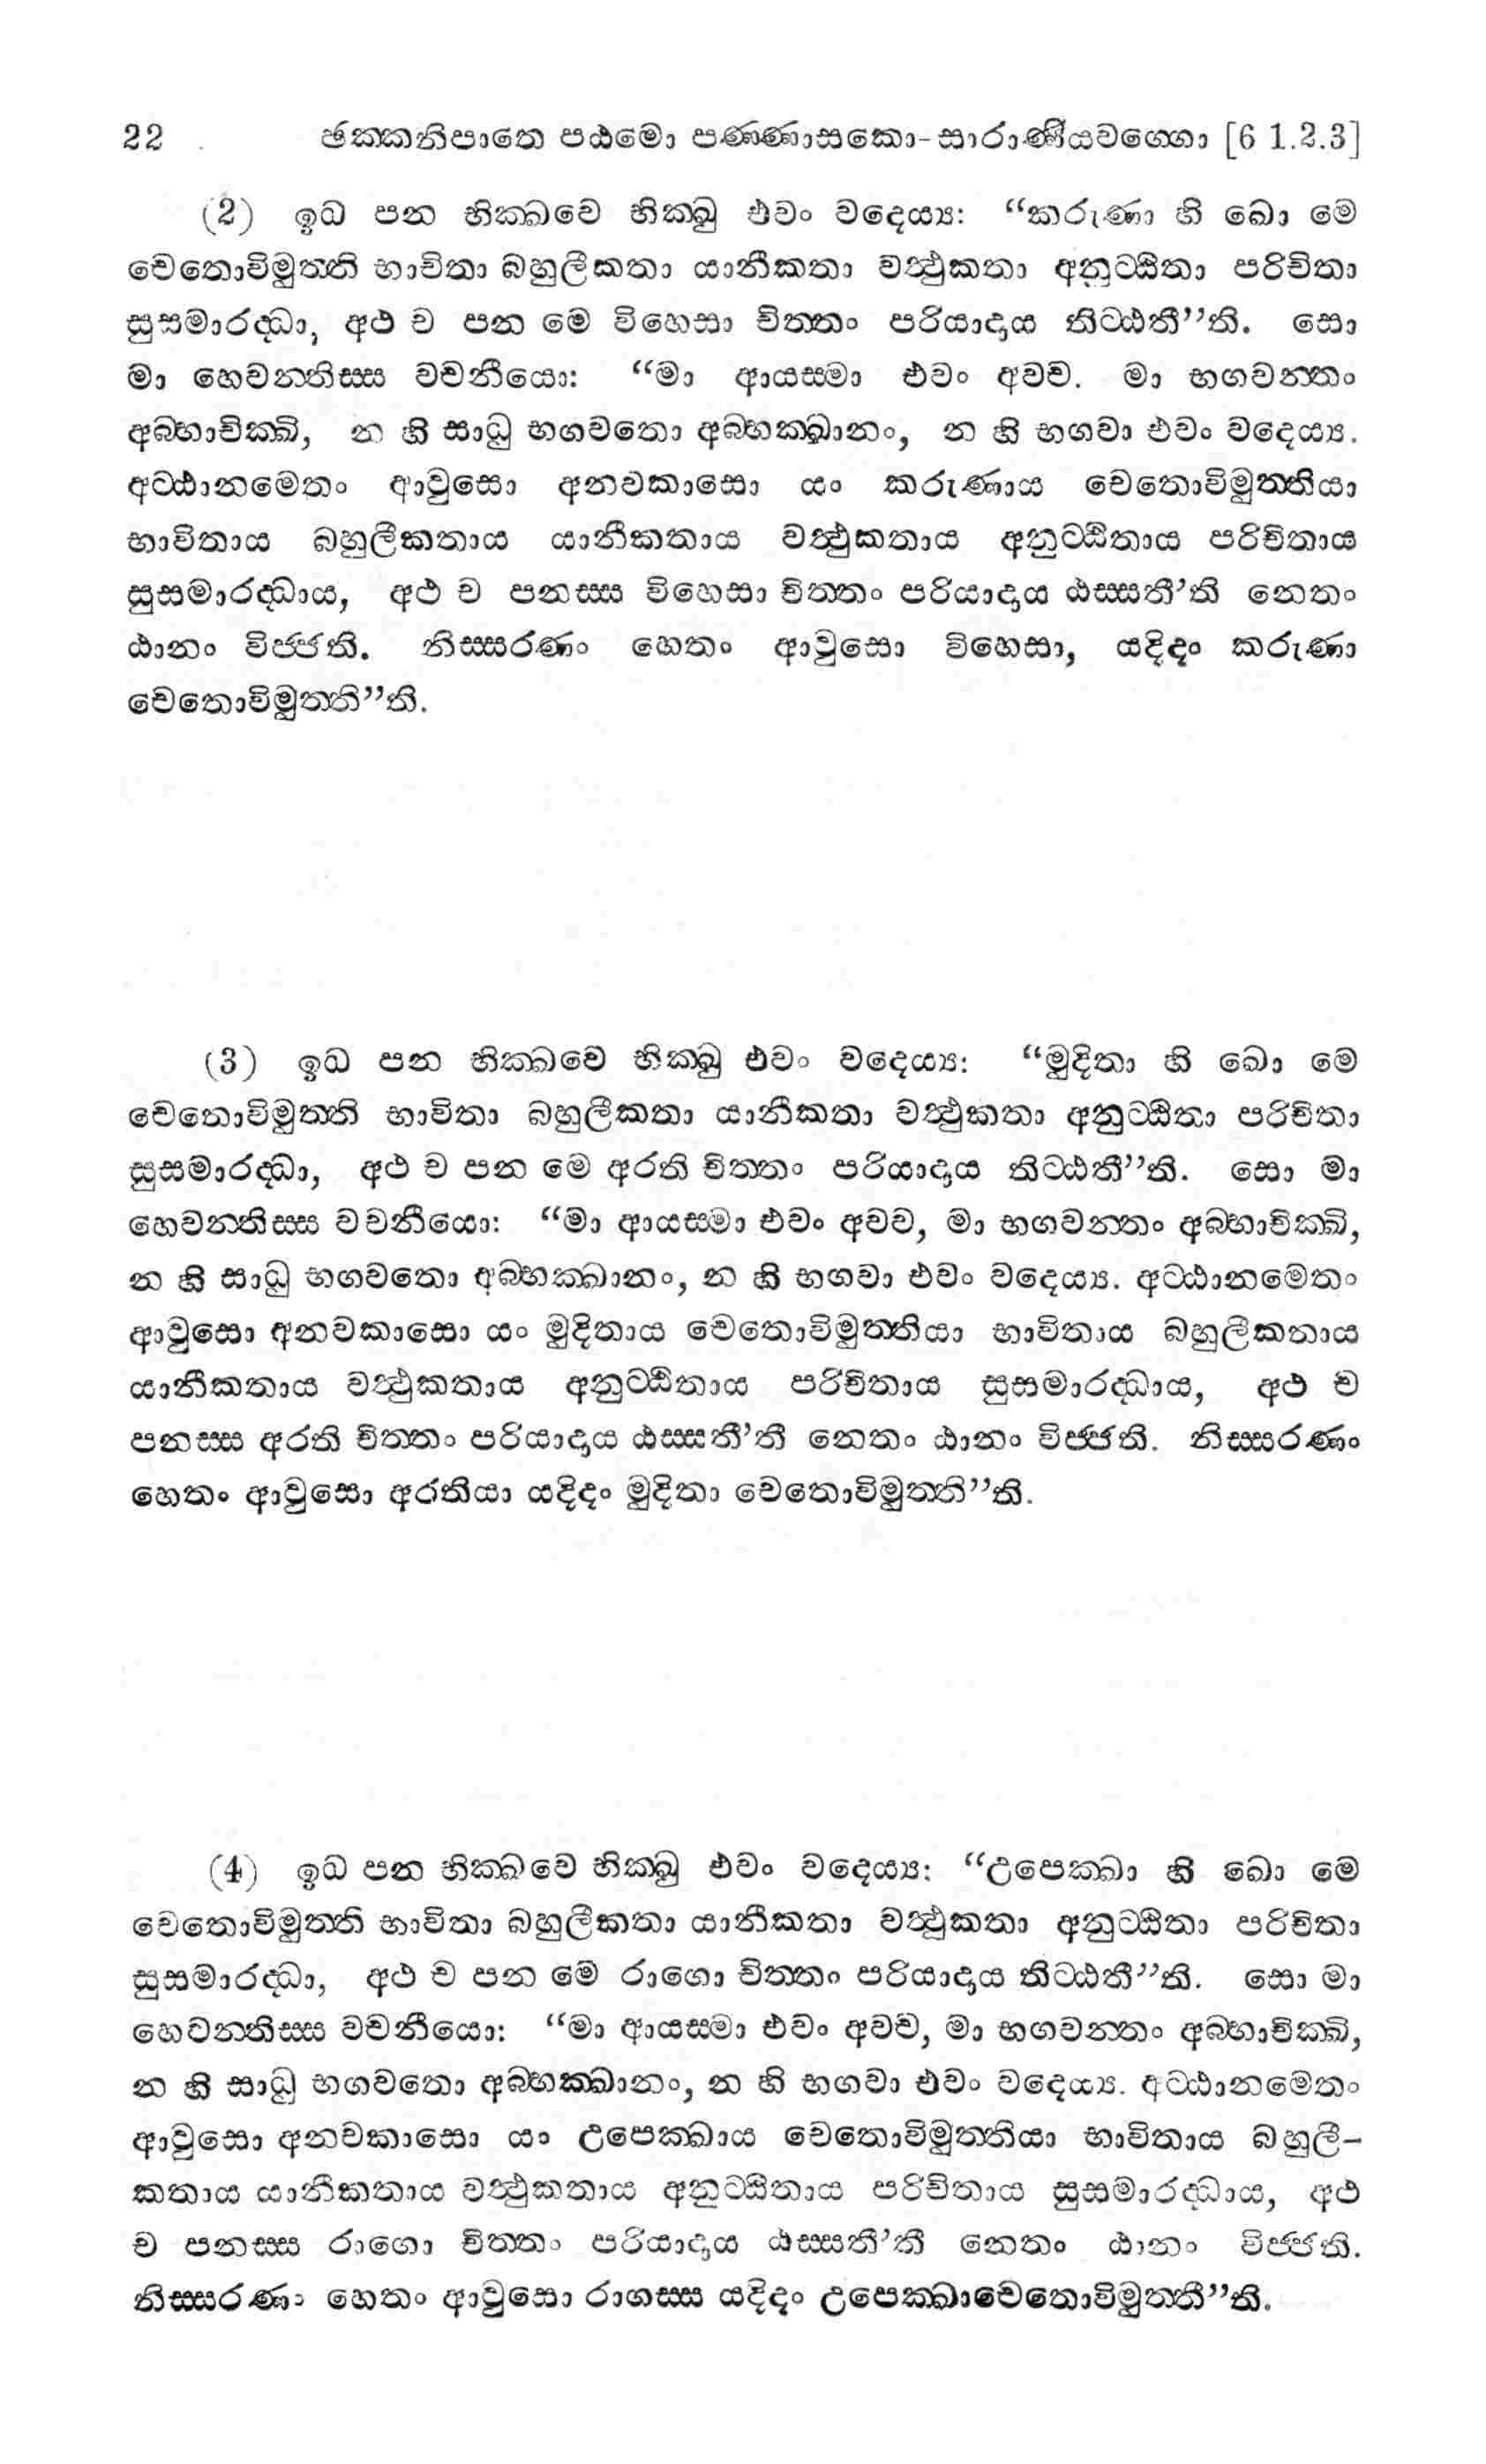 22 ඡක්කනිපාතෙ පඨමො පණ්ණාසකො-සාරාණීයවග්ගො [6 1.2.3]
(2) ඉධ පන භික්ඛවෙ භික්ඛු එවං වදෙය්‍ය: “කරුණා හි ඛො මෙ
චෙතොවිමුත්ති භාවිතා බහුලීකතා යානීකතා වත්‍ථුකතා අනුට්ඨිතා පරිචිතා
සුසමාරද්ධා, අථ ච පන මෙ විහෙසා චිත්තං පරියාදාය තිට්ඨතී”ති. සො
මා හෙවන්තිස්ස වචනීයො: “මා ආයස්මා එවං අවච. මා භගවන්තං
අබ්භාචික්ඛි, න හි සාධු භගවතො අබ්භක්ඛානං, න හි භගවා එවං වදෙය්‍ය.
අට්ඨානමෙතං ආවුසො අනවකාසො යං කරුණාය චෙතොවිමුත්තියා
භාවිතාය බහුලීකතාය යානීකතාය වත්‍ථුකතාය අනුට්ඨිතාය පරිචිතාය
සුසමාරද්ධාය, අථ ච පනස්ස විහෙසා චිත්තං පරියාදාය ඨස්සතී’ති නෙතං
ඨානං විජ්ජති. නිස්සරණං හෙතං ආවුසො විහෙසා, යදිදං කරුණා
චෙතොවිමුත්ති”ති.
(3) ඉධ පන භික්ඛවෙ භික්ඛු එවං වදෙය්‍ය: “මුදිතා හි ඛො මෙ
චෙතොවිමුත්ති භාවිතා බහුලීකතා යානීකතා වත්‍ථුකතා අනුට්ඨිතා පරිචිතා
සුසමාරද්ධා, අථ ච පන මෙ අරති චිත්තං පරියාදාය තිට්ඨතී”ති. සො මා
හෙවන්තිස්ස වචනීයො: “මා ආයස්මා එවං අවච, මා භගවන්තං අබ්භාචික්ඛි,
න හි සාධු භගවතො අබ්භක්ඛානං, න හි භගවා එවං වදෙය්‍ය. අට්ඨානමෙතං
ආවුසො අනවකාසො යං මුදිතාය චෙතොවිමුත්තියා භාවිතාය බහුලීකතාය
යානීකතාය වත්‍ථුකතාය අනුට්ඨිතාය පරිචිතාය සුසමාරද්ධාය, අථ ච
පනස්ස අරති චිත්තං පරියාදාය ඨස්සතී’තී නෙතං ඨානං විජ්ජති. නිස්සරණං
හෙතං ආවුසො අරතියා යදිදං මුදිතා චෙතොවිමුත්ති”ති.
(4) ඉධ පන භික්ඛවෙ භික්ඛු එවං වදෙය්‍ය: “උපෙක්ඛා හි ඛො මෙ
චෙතොවිමුත්ති භාවිතා බහුලීකතා යානීකතා වත්‍ථුකතා අනුට්ඨිතා පරිචිතා
සුසමාරද්ධා, අථ ච පන මෙ රාගො චිත්තං පරියාදාය තිට්ඨතී”ති. සො මා
හෙවන්තිස්ස වචනීයො: “මා ආයස්මා එවං අවච, මා භගවන්තං අබ්භාචික්ඛි,
න හි සාධු භගවතො අබ්භක්ඛානං, න හි භගවා එවං වදෙය්‍ය. අට්ඨානමෙතං
ආවුසො අනවකාසො යං උපෙක්ඛාය චෙතොවිමුත්තියා භාවිතාය බහුලී-
කතාය යානීකතාය වත්‍ථුකතාය අනුට්ඨිතාය පරිචිතාය සුසමාරද්ධාය, අථ
ච පනස්ස රාගො චිත්තං පරියාදාය ඨස්සතී’තී නෙතං ඨානං විජ්ජති.
නිස්සරණං හෙතං ආවුසො රාගස්ස යදිදං උපෙක්ඛාචෙතොවිමුත්තී”ති.